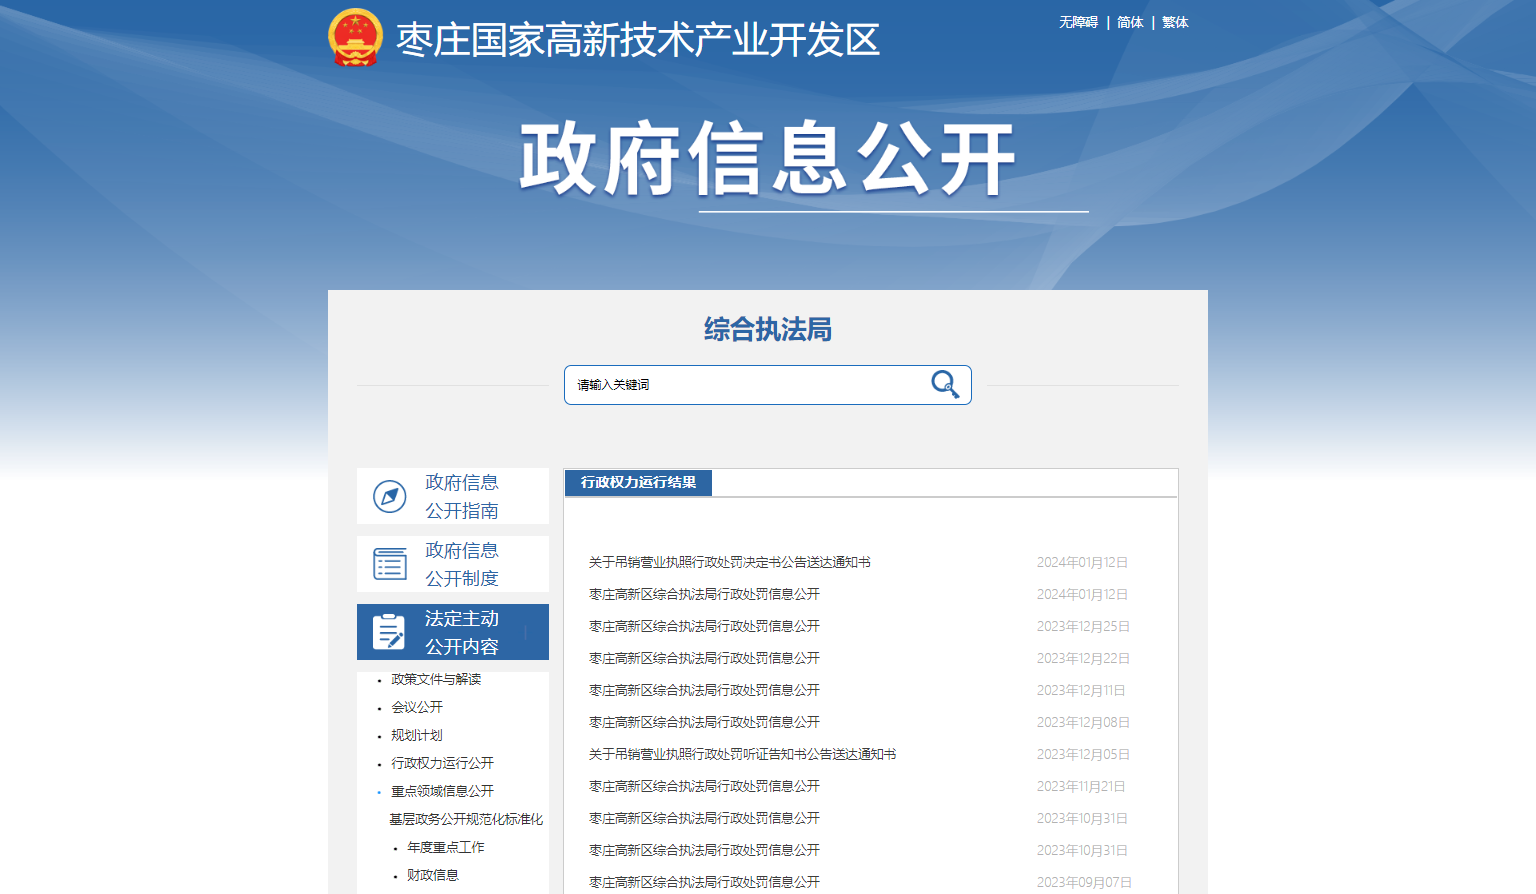 枣庄国家高新技术产业开发区
无障碍 | 简体 | 繁体
政府信息公开
综合执法局
请输入关键词
政府信息
公开指南
政府信息
公开制度
法定主动
公开内容
政策文件与解读
会议公开
规划计划
行政权力运行公开
重点领域信息公开
基层政务公开规范化标准化
年度重点工作
财政信息
行政权力运行结果
关于吊销营业执照行政处罚决定书公告送达通知书 2024年01月12日
枣庄高新区综合执法局行政处罚信息公开 2024年01月12日
枣庄高新区综合执法局行政处罚信息公开 2023年12月25日
枣庄高新区综合执法局行政处罚信息公开 2023年12月22日
枣庄高新区综合执法局行政处罚信息公开 2023年12月11日
枣庄高新区综合执法局行政处罚信息公开 2023年12月08日
关于吊销营业执照行政处罚听证告知书公告送达通知书 2023年12月05日
枣庄高新区综合执法局行政处罚信息公开 2023年11月21日
枣庄高新区综合执法局行政处罚信息公开 2023年10月31日
枣庄高新区综合执法局行政处罚信息公开 2023年10月31日
枣庄高新区综合执法局行政处罚信息公开 2023年09月07日